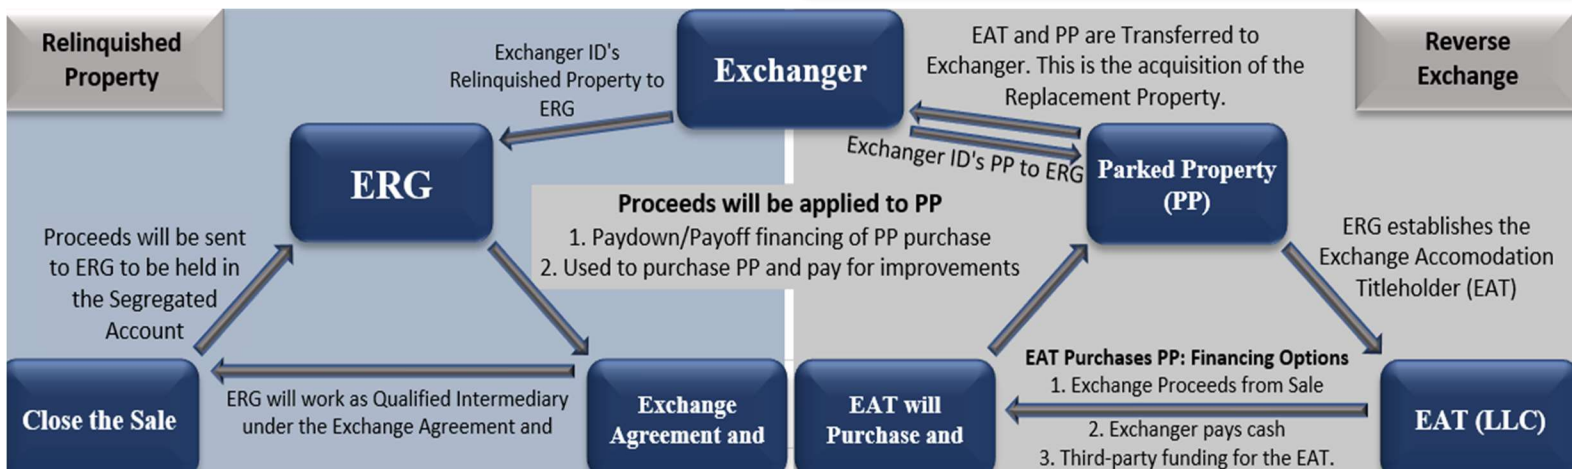 Relinquished
Property
Exchanger ID's
Relinquished Property to
ERG
Exchanger
EAT and PP are Transferred to
Exchanger. This is the acquisition of the
Replacement Property.
Reverse
Exchange
ERG
Exchanger ID's PP to ERG
Parked Property
(PP)
Proceeds will be applied to PP
1. Paydown/Payoff financing of PP purchase
2. Used to purchase PP and pay for improvements
Proceeds will be sent
to ERG to be held in
the Segregated
Account
ERG establishes the
Exchange Accomodation
Titleholder (EAT)
Close the Sale
ERG will work as Qualified Intermediary
under the Exchange Agreement and
Exchange
Agreement and
EAT will
Purchase and
EAT Purchases PP: Financing Options
1. Exchange Proceeds from Sale
2. Exchanger pays cash
3. Third-party funding for the EAT.
EAT (LLC)